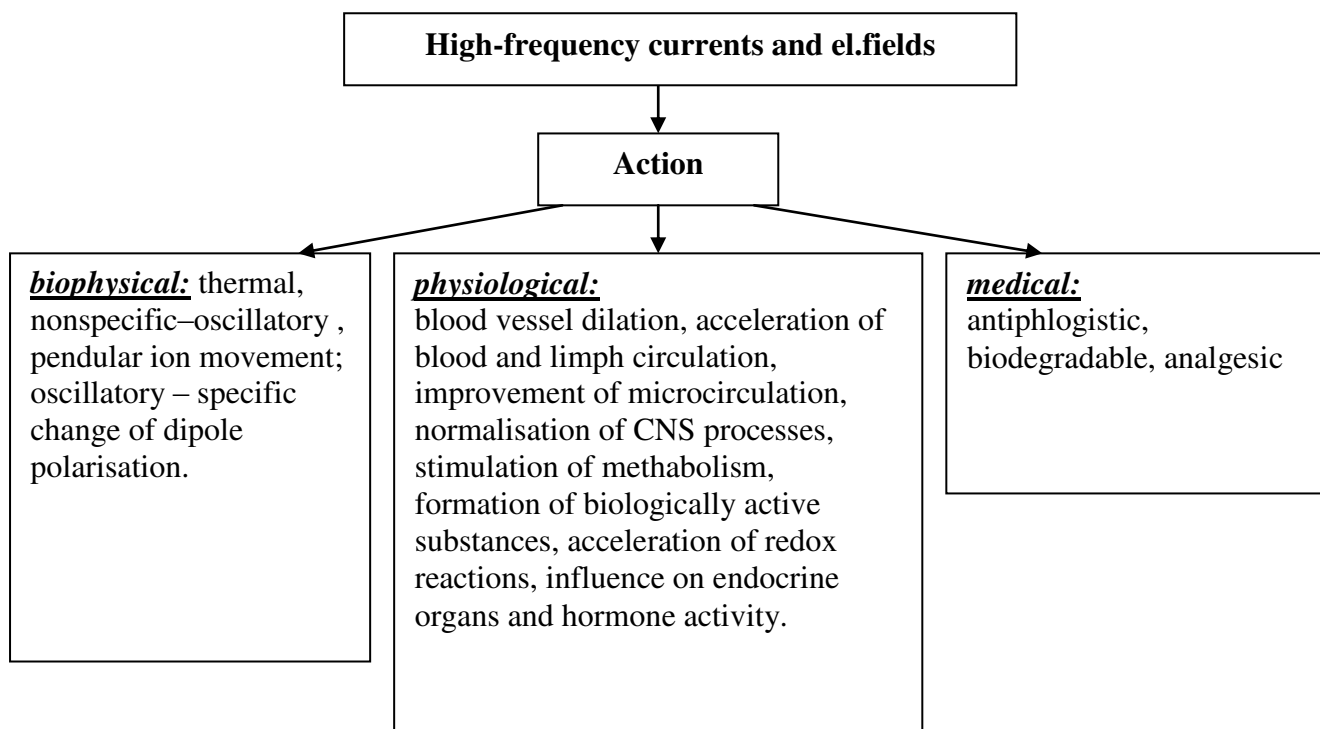 High-frequency currents and el.fields
Action
biophysical: thermal,
nonspecific–oscillatory ,
pendular ion movement;
oscillatory – specific
change of dipole
polarisation.
physiological:
blood vessel dilation, acceleration of
blood and limph circulation,
improvement of microcirculation,
normalisation of CNS processes,
stimulation of methabolism,
formation of biologically active
substances, acceleration of redox
reactions, influence on endocrine
organs and hormone activity.
medical:
antiphlogistic,
biodegradable, analgesic